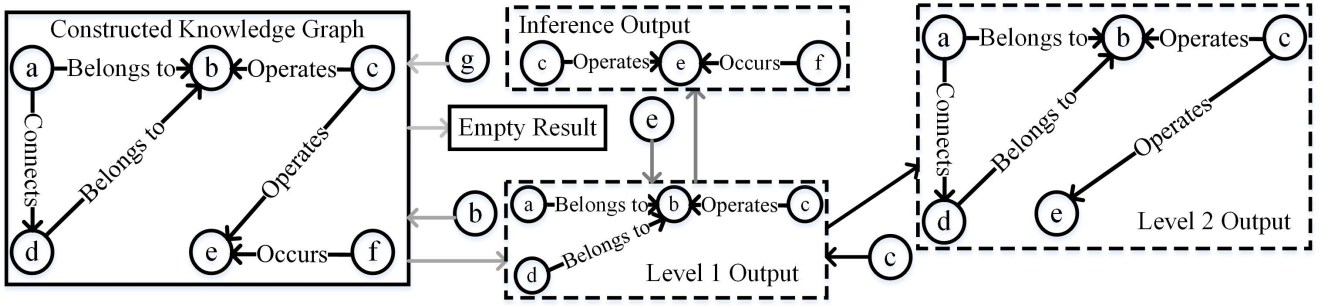 Constructed Knowledge Graph
a Belongs to b Operates c
Connects
Belongs to
Operates
d e Occurs f
g
Empty Result
b
Inference Output
c Operates e Occurs f
e
a Belongs to b Operates c
Belongs to
d
Level 1 Output
c
a Belongs to b Operates c
Connects
Belongs to
Operates
d e
Level 2 Output